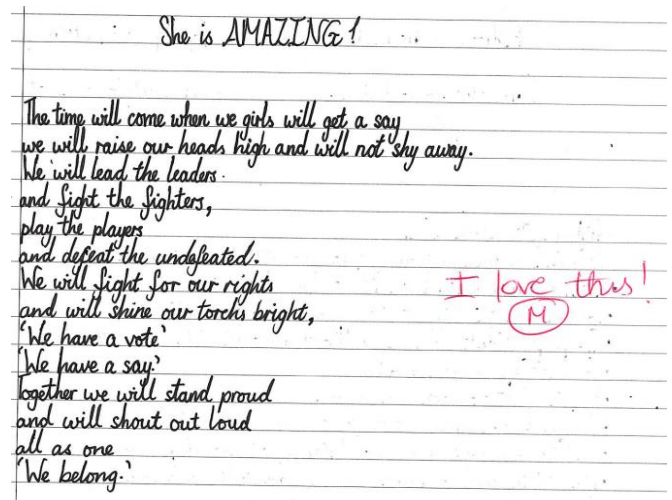 She is AMAZING!
The time will come when we girls will get a say
we will raise our heads high and will not shy away.
We will lead the leaders.
and fight the fighters,
play the players
and defeat the undefeated.
We will fight for our rights
and will shine our torchs bright,
'We have a vote'
'We have a say.'
Together we will stand proud
and will shout out loud
all as one
'We belong.'
I love this!
M